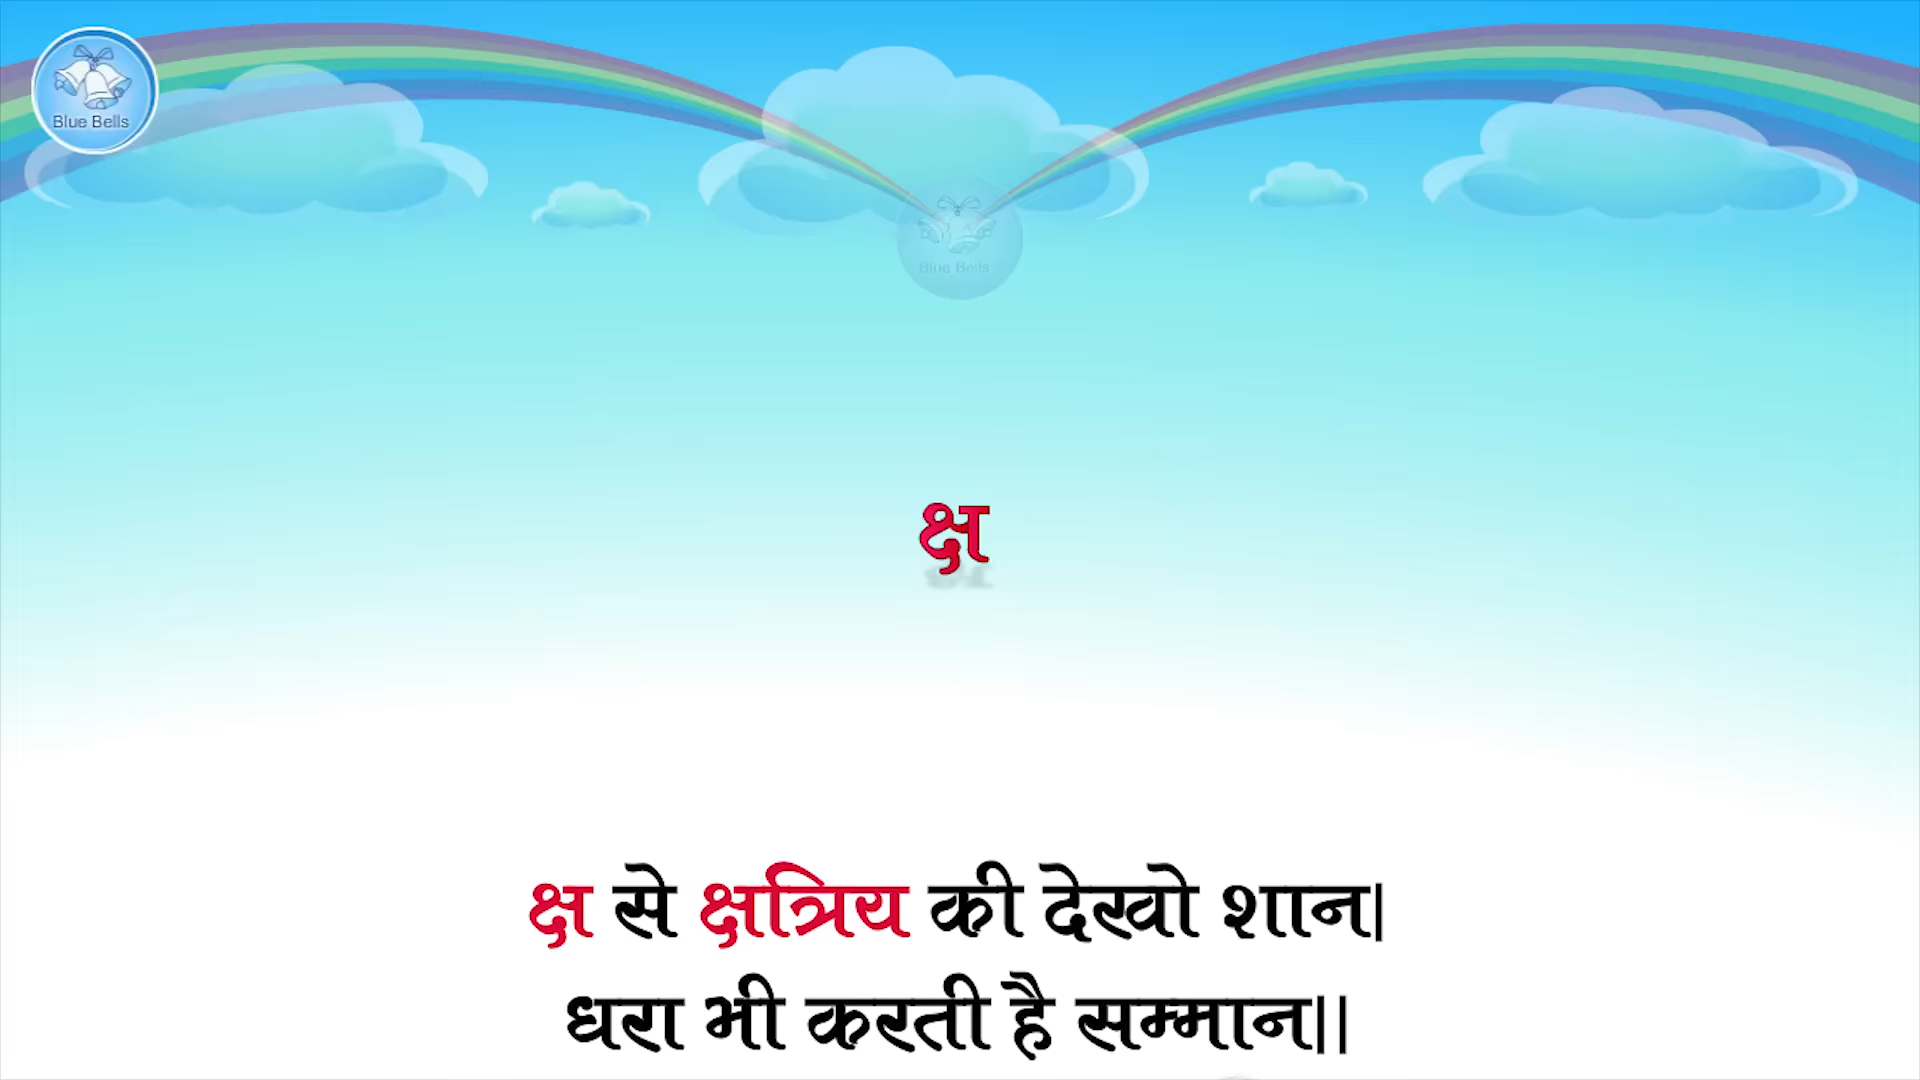 Blue Bells
Blue Bells
क्ष
क्ष से क्षत्रिय की देखो शान|
धरा भी करती है सम्मान||